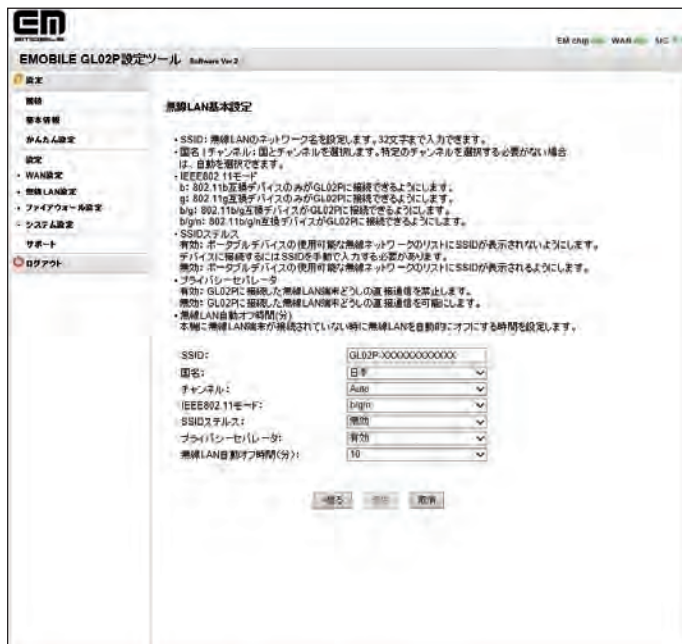 EM
EMOBILE
EM chip WAN SIG
EMOBILE GL02P設定ツール Software Ver.2
設定
接続
基本情報
かんたん設定
設定
・WAN設定
・無線LAN設定
・ファイアウォール設定
・システム設定
サポート
ログアウト
無線LAN基本設定
・SSID: 無線LANのネットワーク名を設定します。32文字まで入力できます。
・国名 | チャンネル: 国とチャンネルを選択します。特定のチャンネルを選択する必要がない場合
は、自動を選択できます。
・IEEE802.11モード
b: 802.11b互換デバイスのみがGL02Pに接続できるようにします。
g: 802.11g互換デバイスのみがGL02Pに接続できるようにします。
b/g: 802.11b/g互換デバイスがGL02Pに接続できるようにします。
b/g/n: 802.11b/g/n互換デバイスがGL02Pに接続できるようにします。
・SSIDステルス
有効: ポータブルデバイスの使用可能な無線ネットワークのリストにSSIDが表示されないようにします。
デバイスに接続するにはSSIDを手動で入力する必要があります。
無効: ポータブルデバイスの使用可能な無線ネットワークのリストにSSIDが表示されるようにします。
・プライバシーセパレータ
有効: GL02Pに接続した無線LAN端末どうしの直接通信を禁止します。
無効: GL02Pに接続した無線LAN端末どうしの直接通信を可能にします。
・無線LAN自動オフ時間(分)
本機に無線LAN端末が接続されていない時に無線LANを自動的にオフにする時間を設定します。
SSID: GL02P-XXXXXXXXXXXX
国名: 日本
チャンネル: Auto
IEEE802.11モード: b/g/n
SSIDステルス: 無効
プライバシーセパレータ: 有効
無線LAN自動オフ時間(分): 10
<戻る 取消